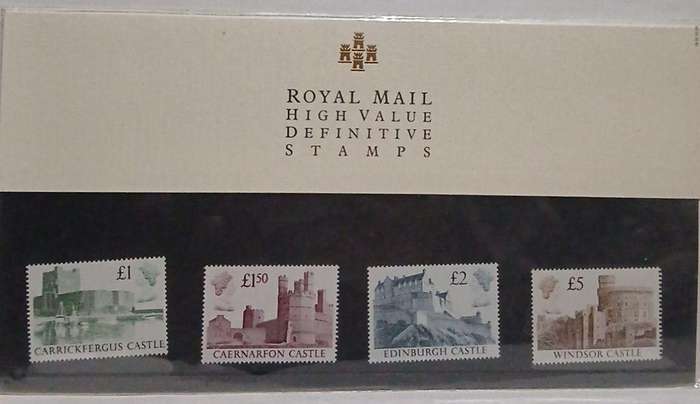 ROYAL MAIL
HIGH VALUE
DEFINITIVE
STAMPS
£1
CARRICKFERGUS CASTLE
£1.50
CAERNARFON CASTLE
£2
EDINBURGH CASTLE
£5
WINDSOR CASTLE